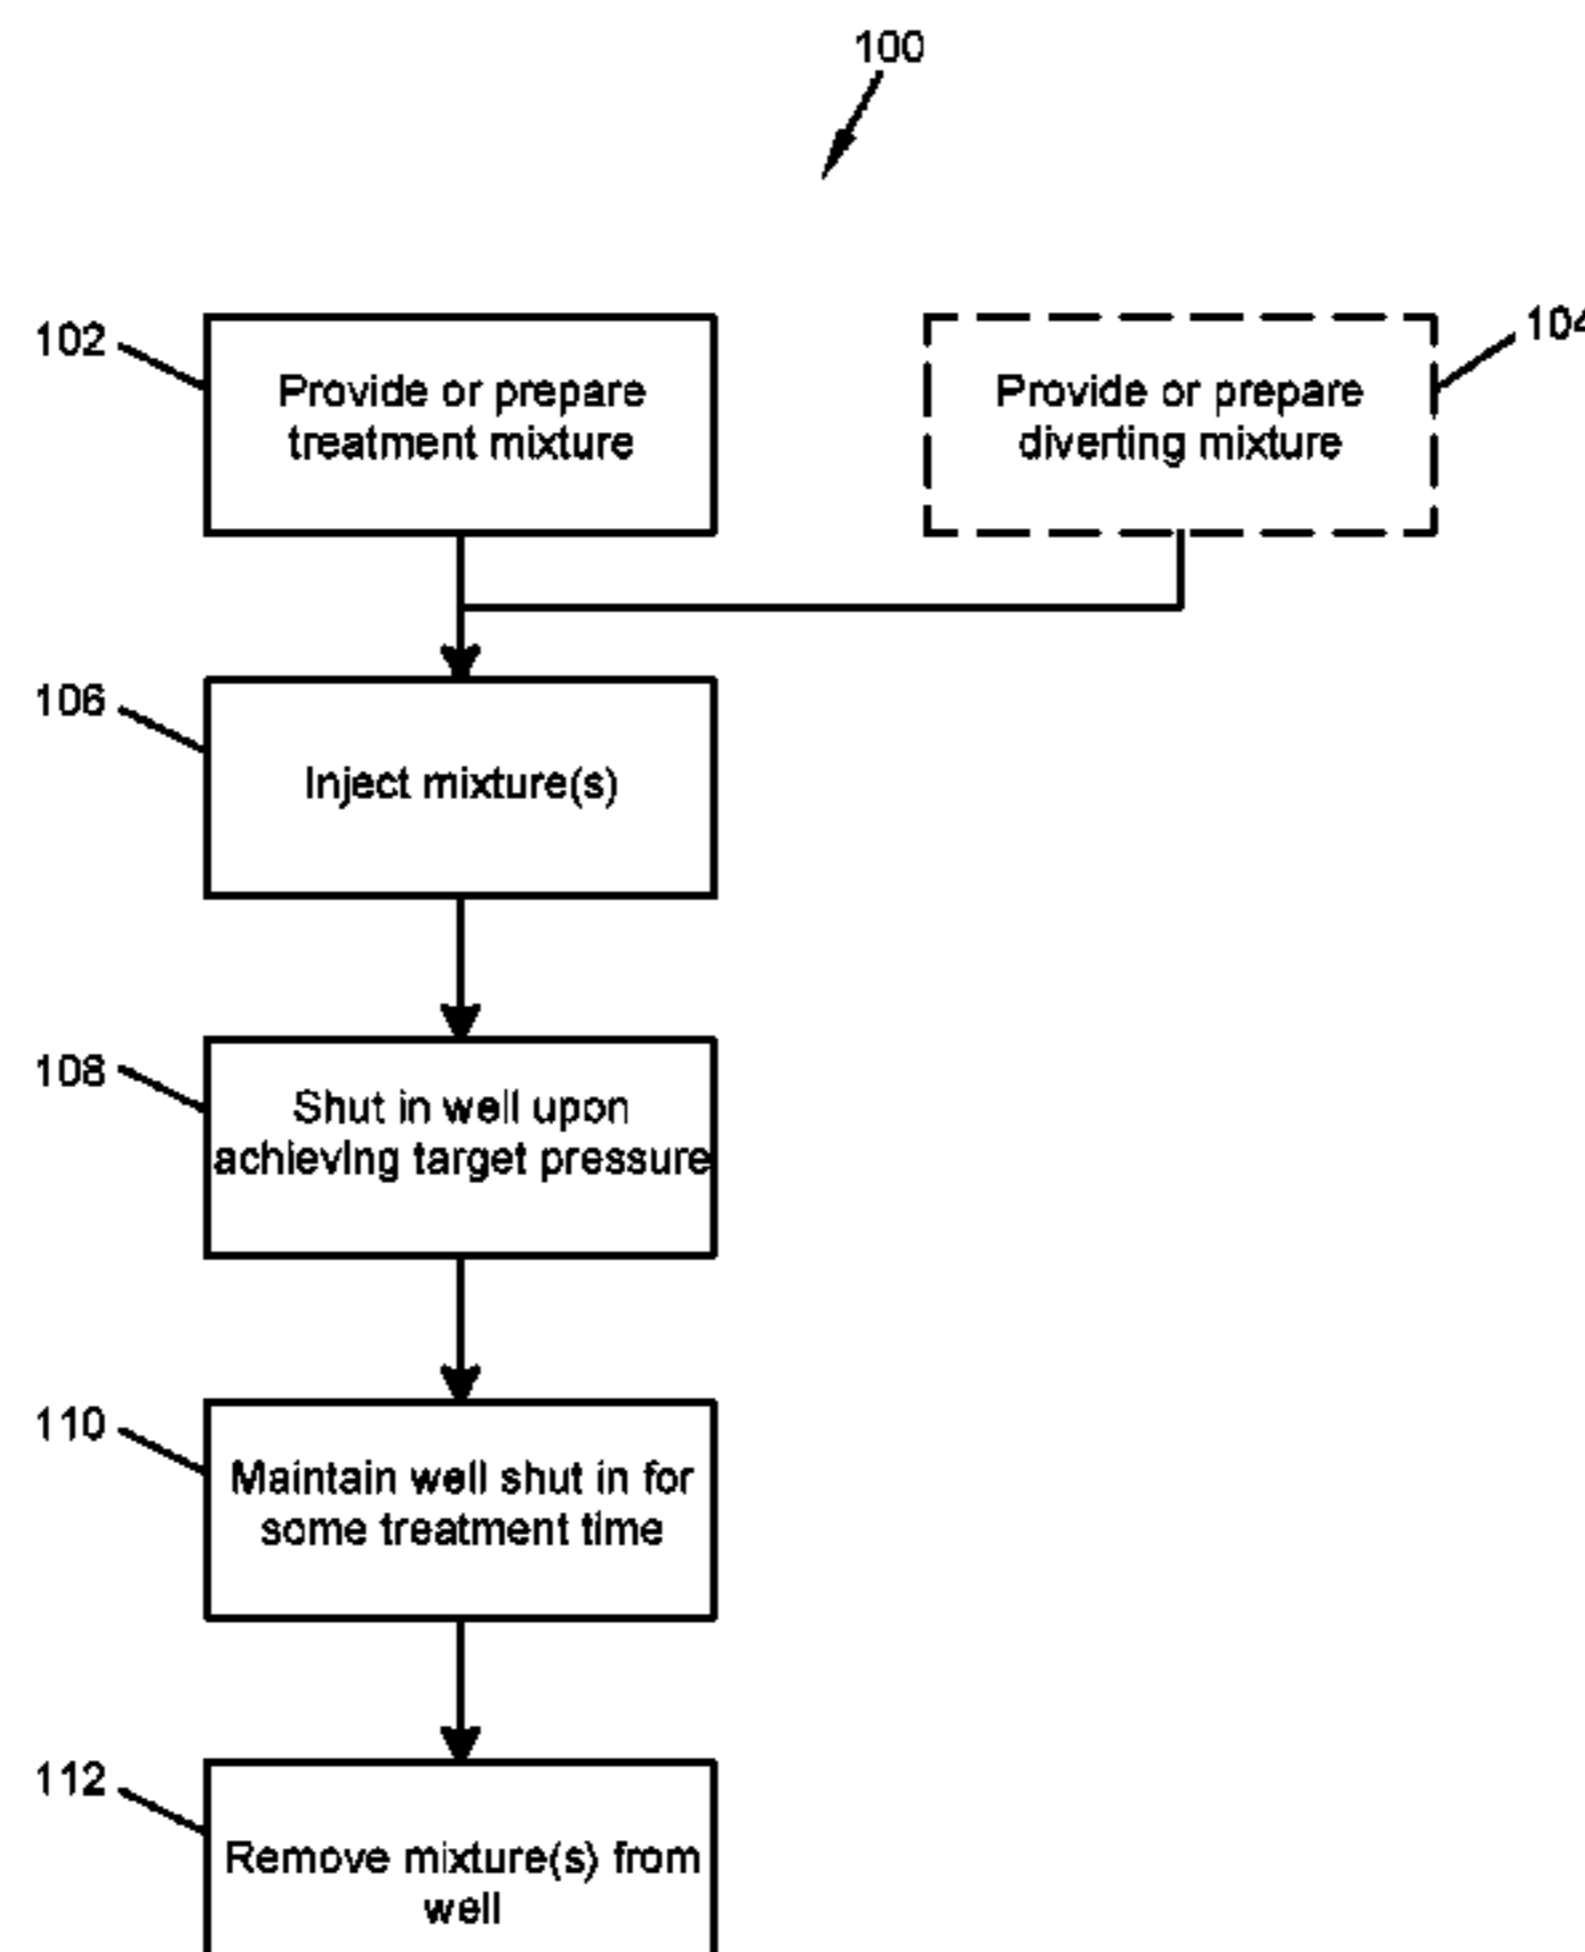 100
102
Provide or prepare
treatment mixture
Provide or prepare
diverting mixture
104
106
Inject mixture(s)
108
Shut in well upon
achieving target pressure
110
Maintain well shut in for
some treatment time
112
Remove mixture(s) from
well